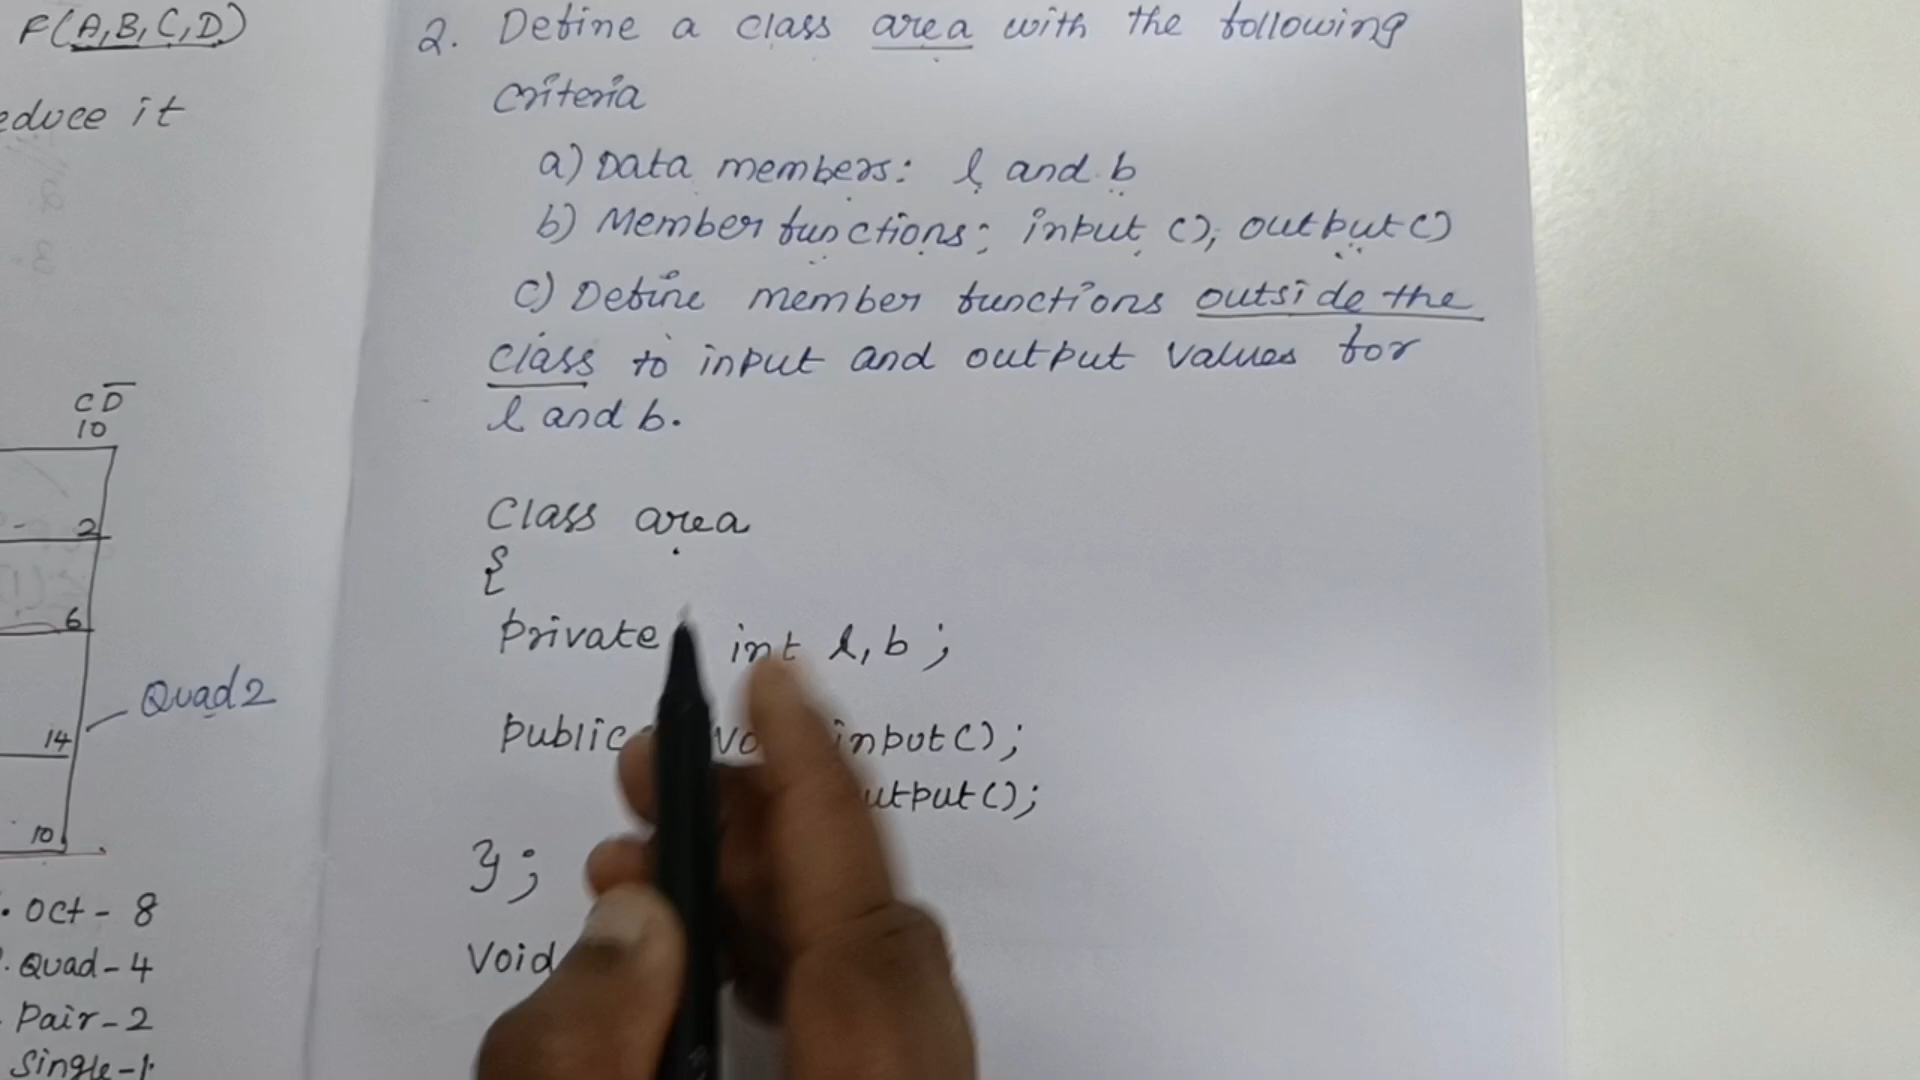 F(A,B,C,D)
educe it
C D̅
10
2
6
Quad 2
14
10
. Oct - 8
. Quad - 4
Pair - 2
Single - 1.
2. Define a class area with the following
criteria
a) Data members: l and b
b) Member functions: input (), output ()
c) Define member functions outside the
class to input and output values for
l and b.
Class area
{
private int l, b ;
public input ();
utput ();
};
Void